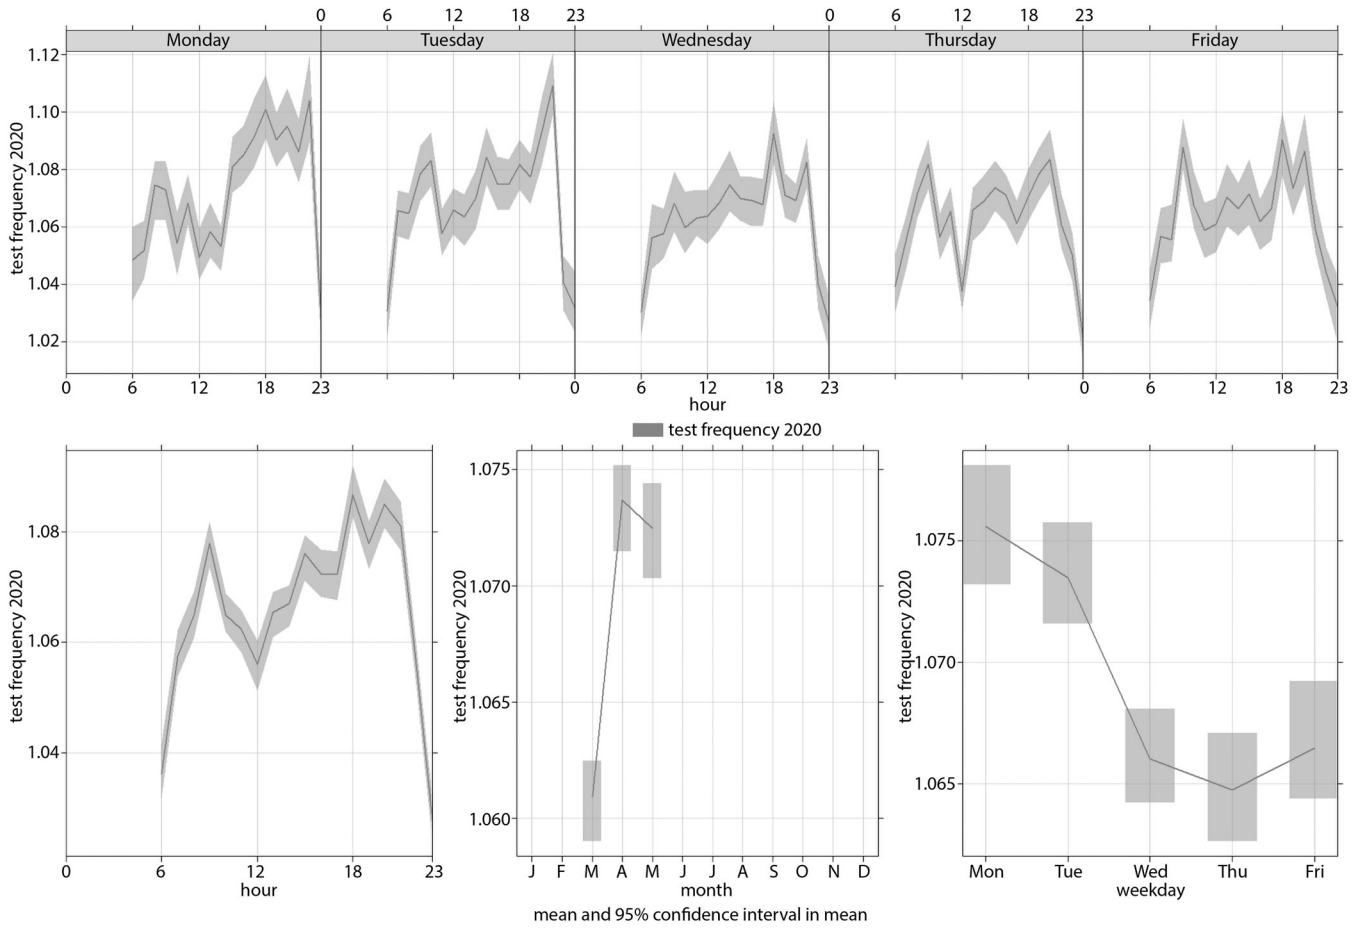 0 6 12 18 23 0 6 12 18 23
Monday Tuesday Wednesday Thursday Friday
1.12
1.10
1.08
1.06
1.04
1.02
test frequency 2020
0 6 12 18 23 0 6 12 18 23 0 6 12 18 23
hour
test frequency 2020
1.08
1.06
1.04
test frequency 2020
0 6 12 18 23
hour
1.075
1.070
1.065
1.060
test frequency 2020
J F M A M J J A S O N D
month
1.075
1.070
1.065
test frequency 2020
Mon Tue Wed Thu Fri
weekday
mean and 95% confidence interval in mean